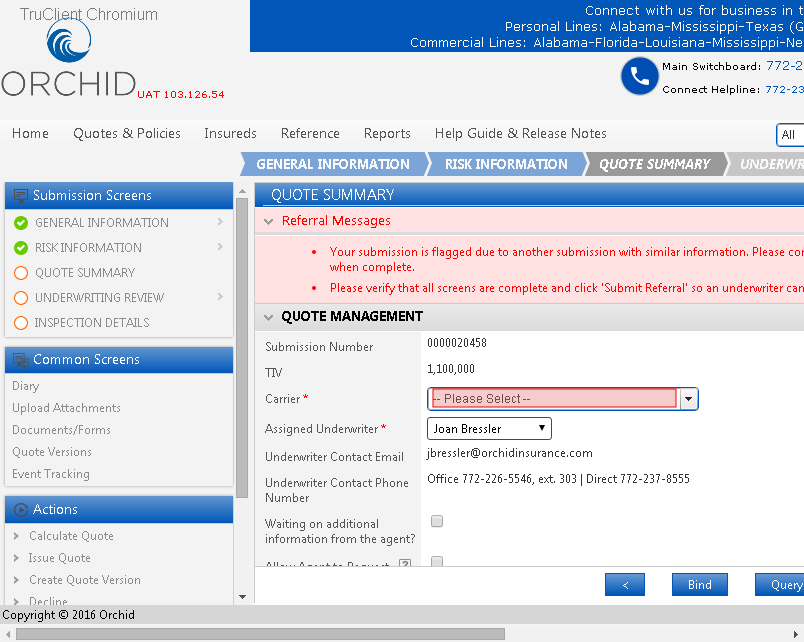 TruClient Chromium
Connect with us for business in t
Personal Lines: Alabama-Mississippi-Texas (G
Commercial Lines: Alabama-Florida-Louisiana-Mississippi-Ne
ORCHID
UAT 103.126.54
Main Switchboard: 772-2
Connect Helpline: 772-23
Home Quotes & Policies Insureds Reference Reports Help Guide & Release Notes All
GENERAL INFORMATION RISK INFORMATION QUOTE SUMMARY UNDERWR
Submission Screens
GENERAL INFORMATION
RISK INFORMATION
QUOTE SUMMARY
UNDERWRITING REVIEW
INSPECTION DETAILS
Common Screens
Diary
Upload Attachments
Documents/Forms
Quote Versions
Event Tracking
Actions
Calculate Quote
Issue Quote
Create Quote Version
Decline
QUOTE SUMMARY
Referral Messages
• Your submission is flagged due to another submission with similar information. Please con
when complete.
• Please verify that all screens are complete and click 'Submit Referral' so an underwriter can
QUOTE MANAGEMENT
Submission Number 0000020458
TIV 1,100,000
Carrier * -- Please Select --
Assigned Underwriter * Joan Bressler
Underwriter Contact Email jbressler@orchidinsurance.com
Underwriter Contact Phone Number Office 772-226-5546, ext. 303 | Direct 772-237-8555
Waiting on additional
information from the agent?
Allow Agent to Request ?
< Bind Query
Copyright © 2016 Orchid